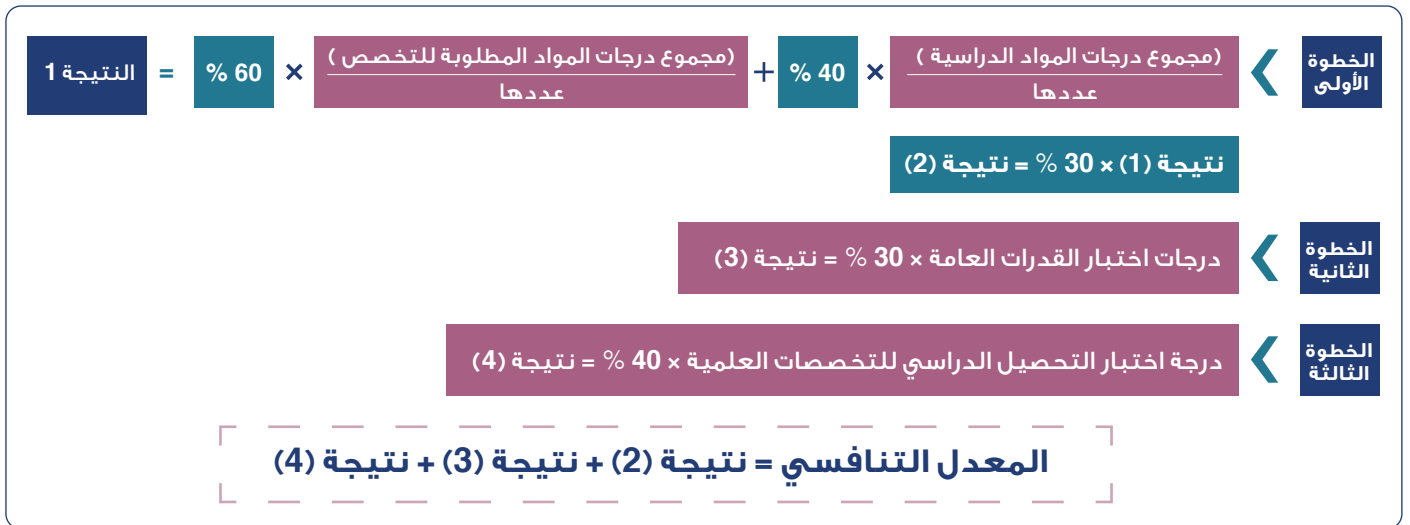 الخطوة
الأولى
(مجموع درجات المواد الدراسية )
عددها
× 40 % +
(مجموع درجات المواد المطلوبة للتخصص )
عددها
× 60 % = النتيجة 1
نتيجة (1) × 30 % = نتيجة (2)
الخطوة
الثانية
درجات اختبار القدرات العامة × 30 % = نتيجة (3)
الخطوة
الثالثة
درجة اختبار التحصيل الدراسي للتخصصات العلمية × 40 % = نتيجة (4)
المعدل التنافسي = نتيجة (2) + نتيجة (3) + نتيجة (4)